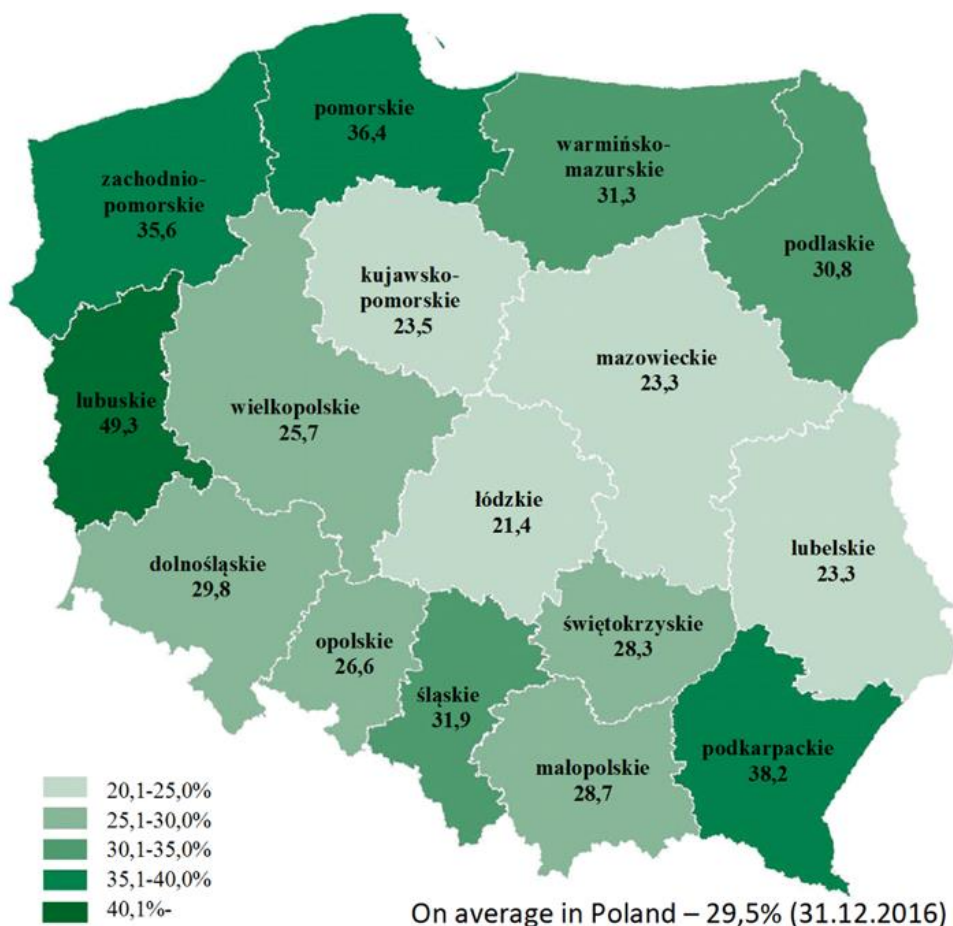 pomorskie
36,4
warmińsko-
mazurskie
31,3
zachodnio-
pomorskie
35,6
podlaskie
30,8
kujawsko-
pomorskie
23,5
mazowieckie
23,3
lubuskie
49,3
wielkopolskie
25,7
łódzkie
21,4
lubelskie
23,3
dolnośląskie
29,8
świętokrzyskie
28,3
opolskie
26,6
śląskie
31,9
podkarpackie
38,2
małopolskie
28,7
20,1-25,0%
25,1-30,0%
30,1-35,0%
35,1-40,0%
40,1%-
On average in Poland – 29,5% (31.12.2016)